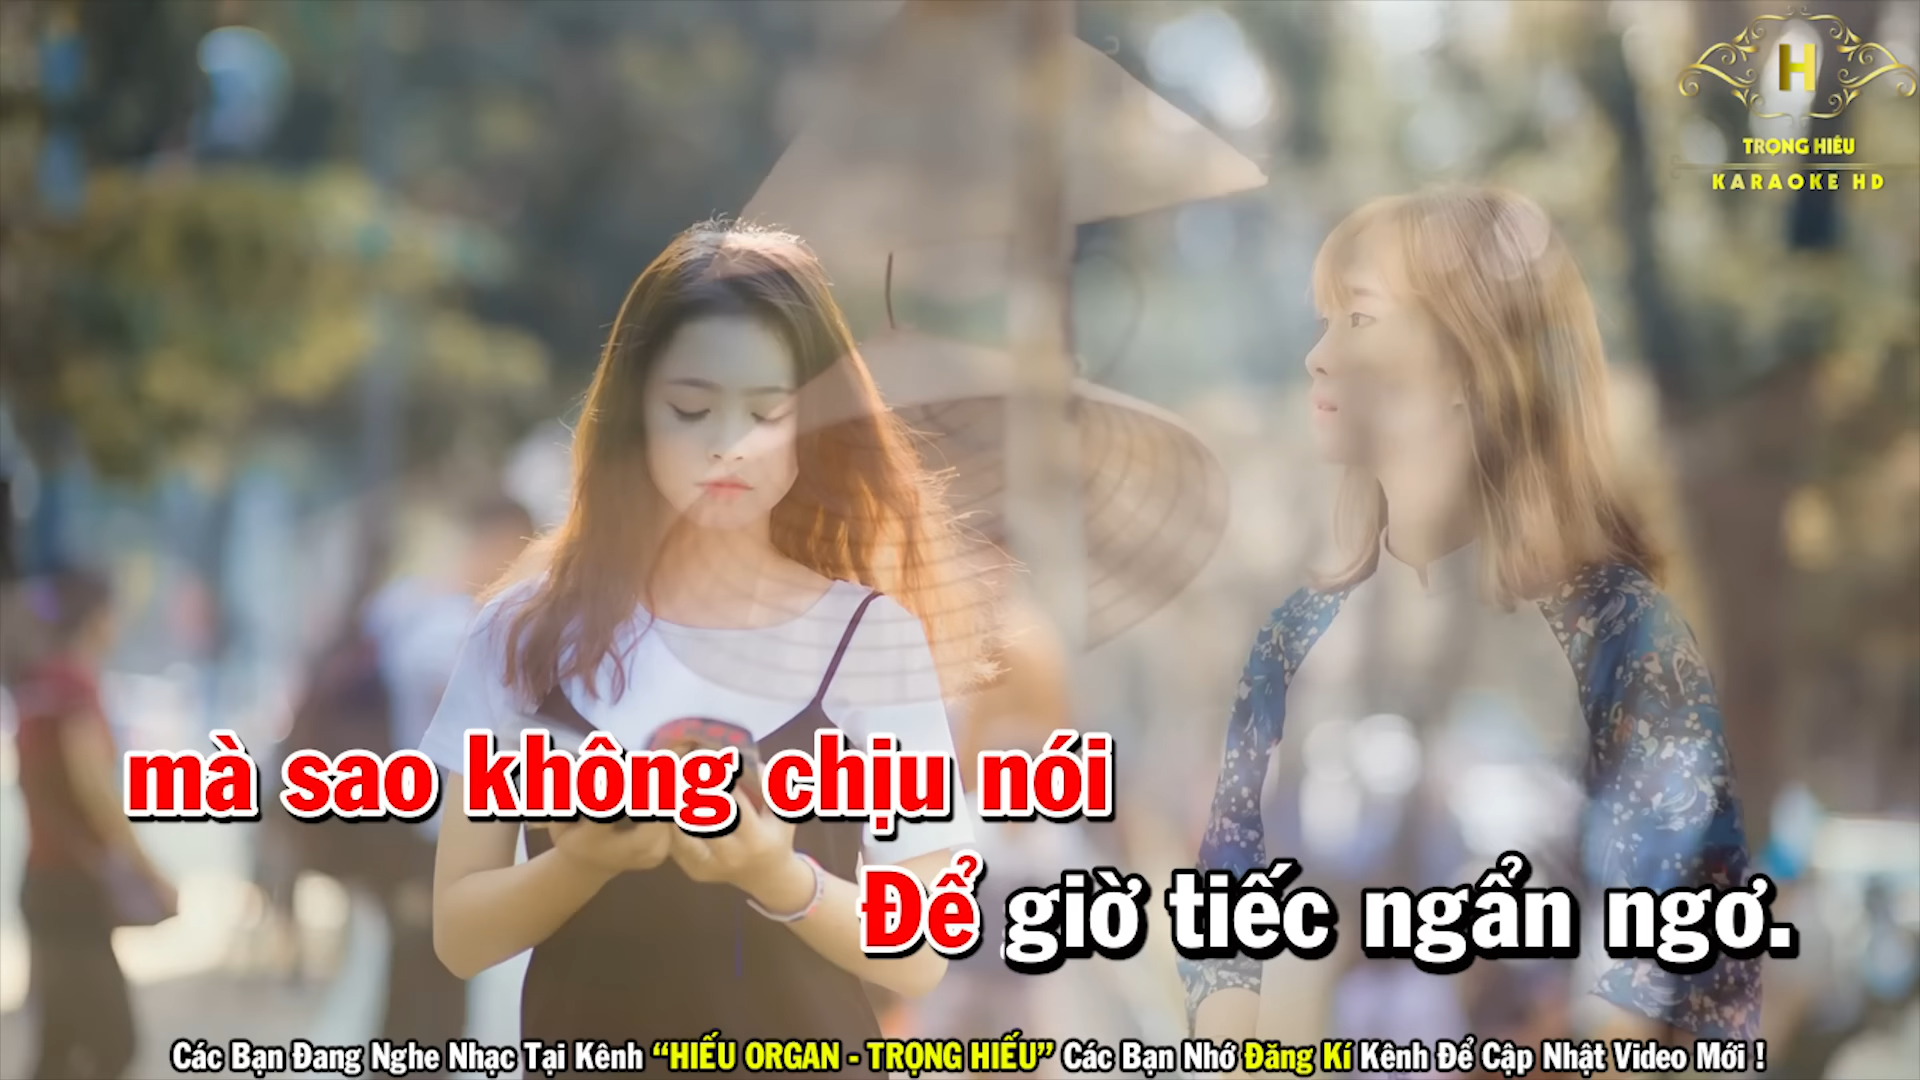 H
TRỌNG HIẾU
KARAOKE HD
mà sao không chịu nói
Để giờ tiếc ngẩn ngơ.
Các Bạn Đang Nghe Nhạc Tại Kênh “HIẾU ORGAN - TRỌNG HIẾU” Các Bạn Nhớ Đăng Kí Kênh Để Cập Nhật Video Mới !